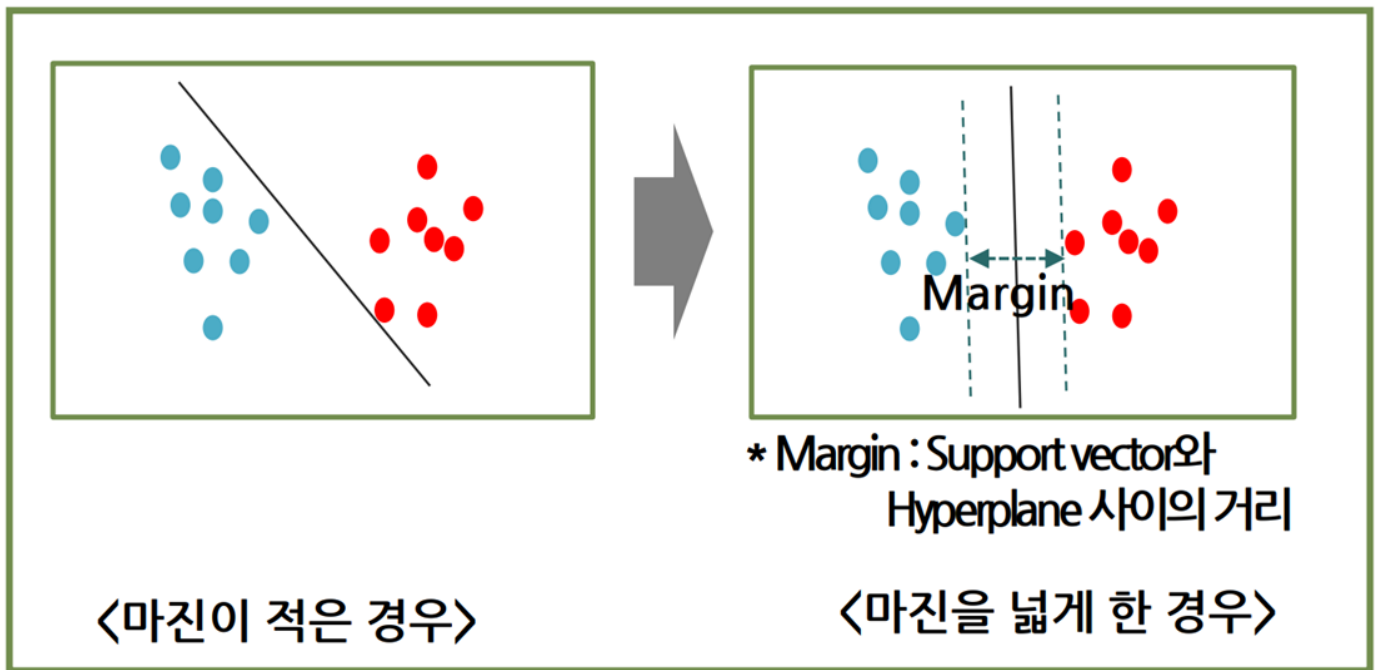 Margin
* Margin : Support vector와
Hyperplane 사이의 거리
<마진이 적은 경우>
<마진을 넓게 한 경우>